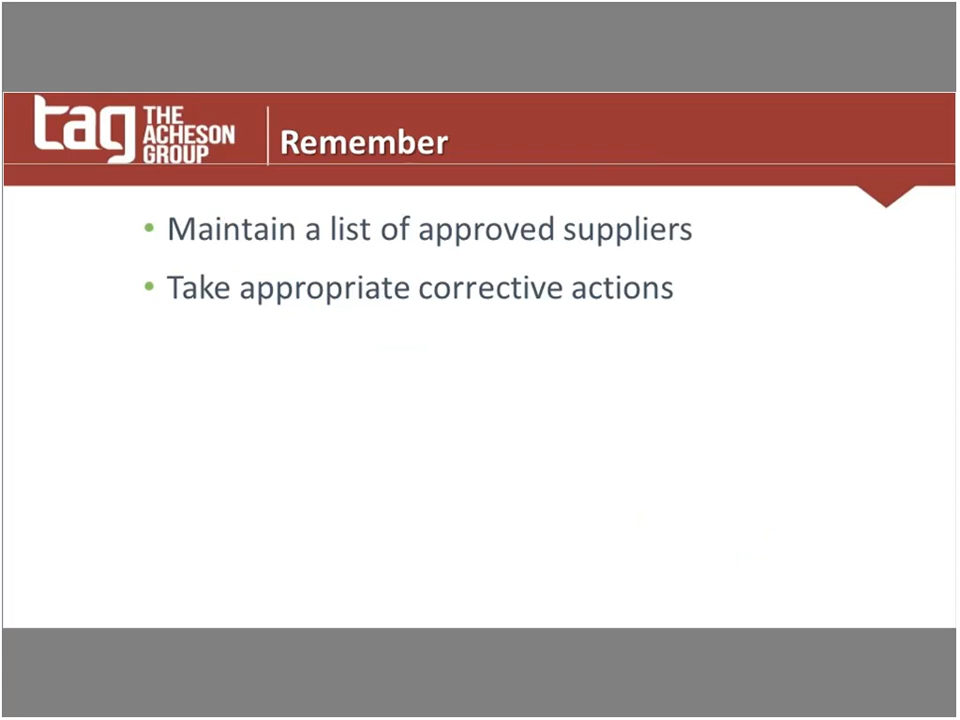 tag THE
ACHESON
GROUP
Remember
• Maintain a list of approved suppliers
• Take appropriate corrective actions